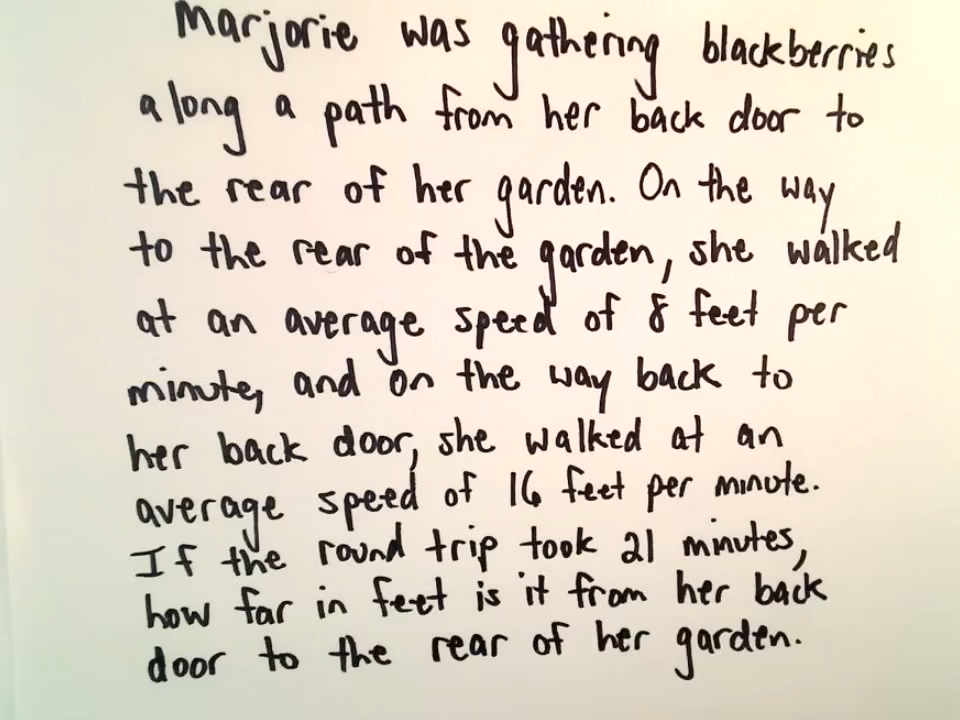 Marjorie was gathering blackberries
along a path from her back door to
the rear of her garden. On the way
to the rear of the garden, she walked
at an average speed of 8 feet per
minute, and on the way back to
her back door, she walked at an
average speed of 16 feet per minute.
If the round trip took 21 minutes,
how far in feet is it from her back
door to the rear of her garden.